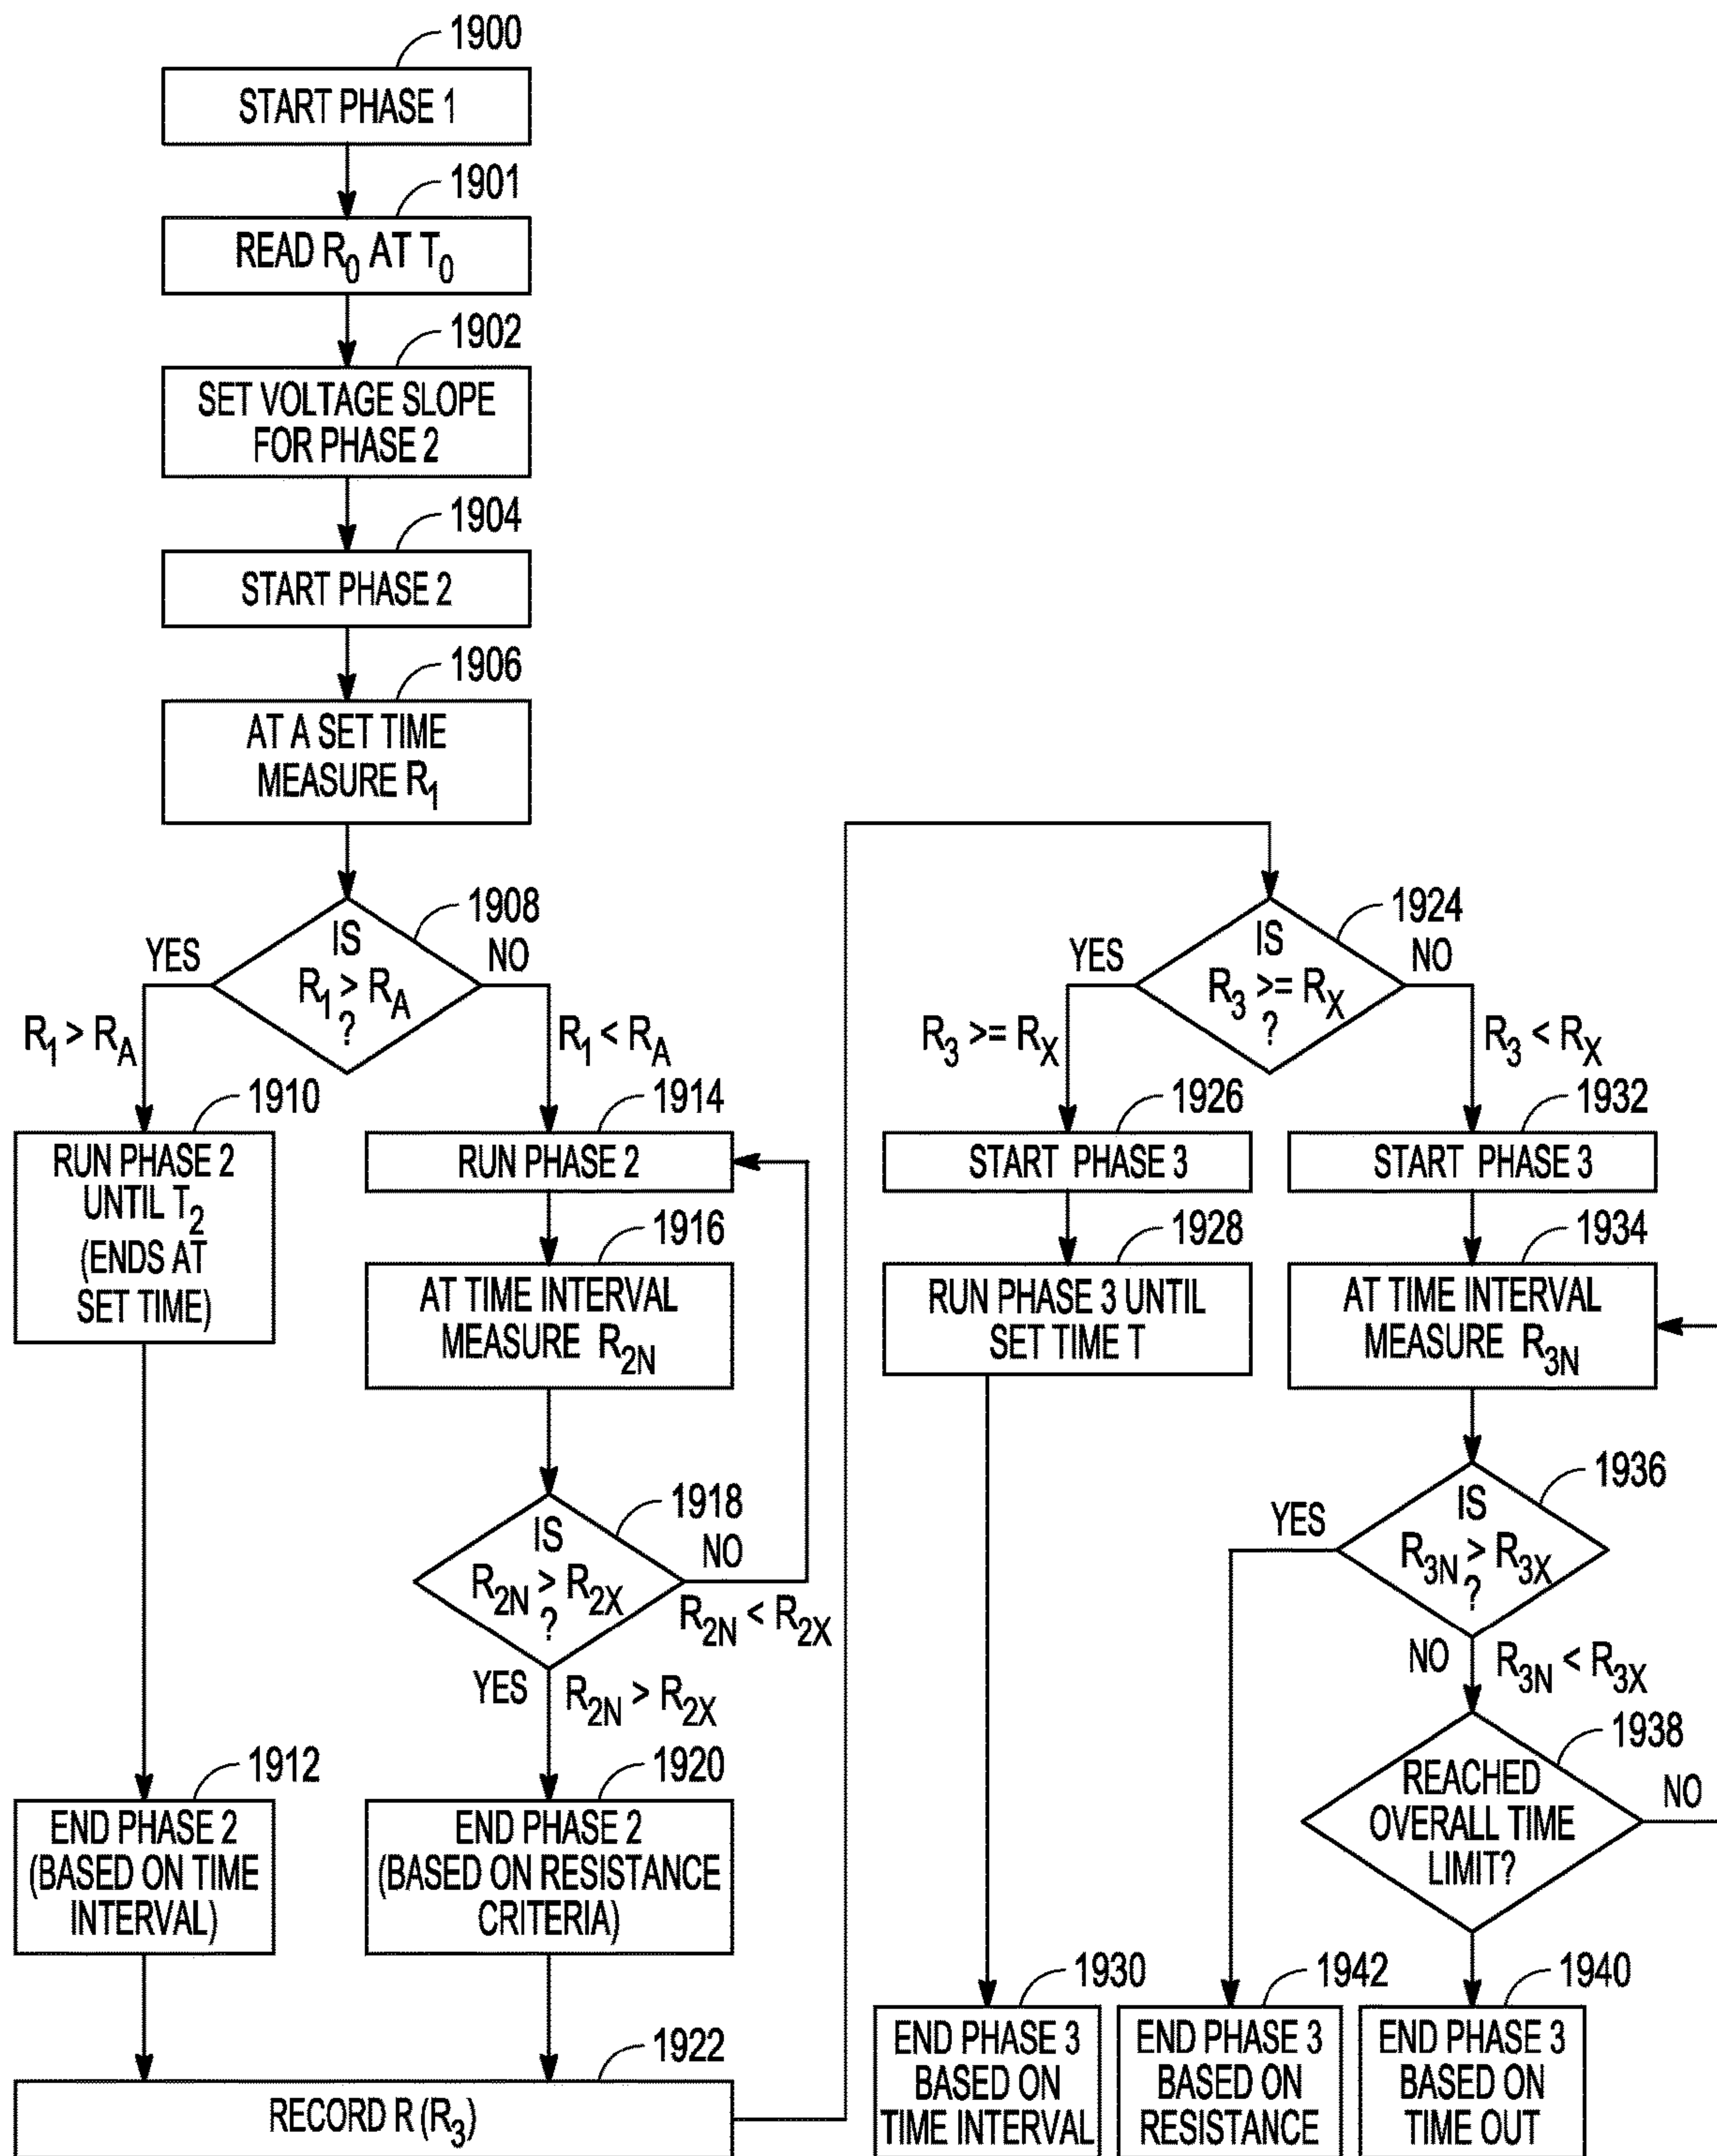 1900
START PHASE 1
1901
READ R0 AT T0
1902
SET VOLTAGE SLOPE
FOR PHASE 2
1904
START PHASE 2
1906
AT A SET TIME
MEASURE R1
1908
IS
R1 > RA
?
YES
NO
R1 > RA
R1 < RA
1910
RUN PHASE 2
UNTIL T2
(ENDS AT
SET TIME)
1914
RUN PHASE 2
1916
AT TIME INTERVAL
MEASURE R2N
1918
IS
R2N > R2X
?
NO
R2N < R2X
YES
R2N > R2X
1912
END PHASE 2
(BASED ON TIME
INTERVAL)
1920
END PHASE 2
(BASED ON RESISTANCE
CRITERIA)
1922
RECORD R (R3)
1924
IS
R3 >= RX
?
YES
NO
R3 >= RX
R3 < RX
1926
START PHASE 3
1928
RUN PHASE 3 UNTIL
SET TIME T
1932
START PHASE 3
1934
AT TIME INTERVAL
MEASURE R3N
1936
IS
R3N > R3X
?
YES
NO
R3N < R3X
1938
REACHED
OVERALL TIME
LIMIT?
NO
1930
END PHASE 3
BASED ON
TIME INTERVAL
1942
END PHASE 3
BASED ON
RESISTANCE
1940
END PHASE 3
BASED ON
TIME OUT